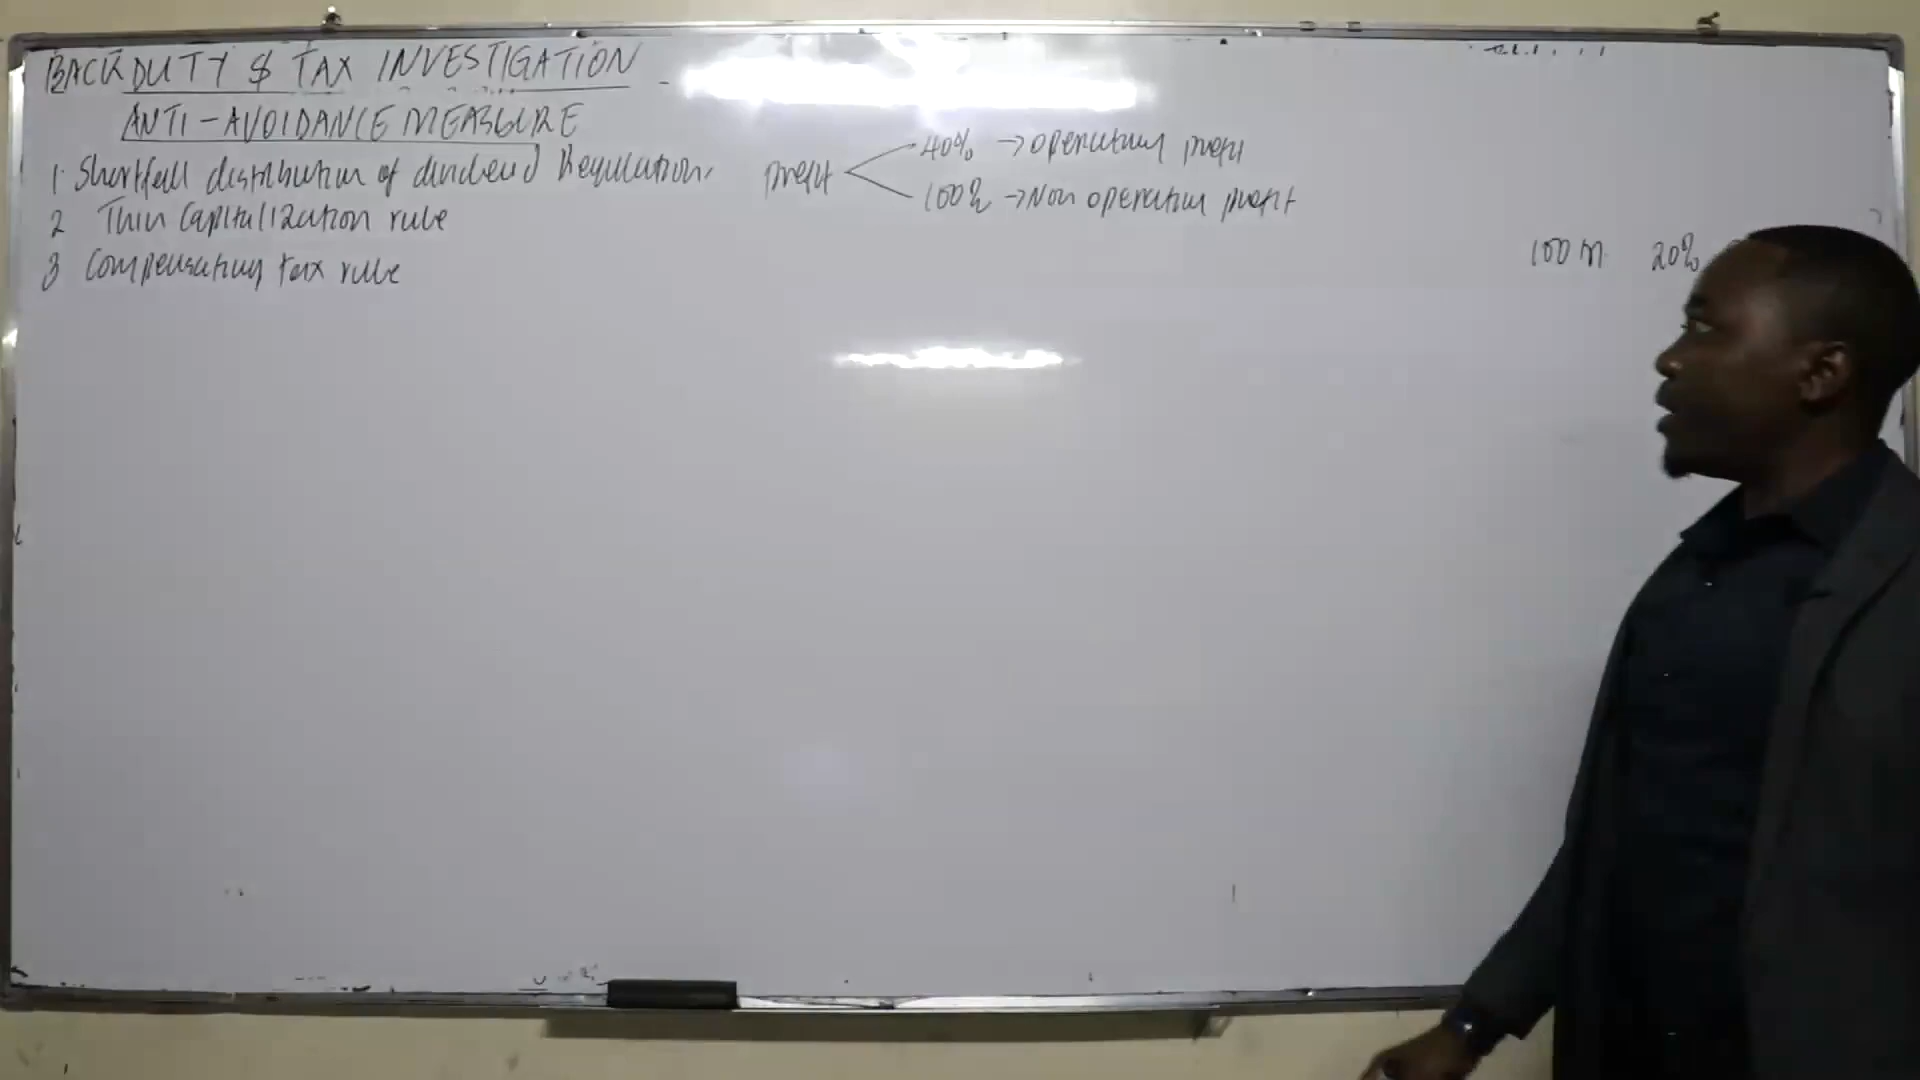 BACK DUTY $ TAX INVESTIGATION
ANTI-AVOIDANCE MEASURE
1. Shortfall distribution of dividend Regulation.
profit
40% → operating profit
100% → Non operating profit
2 Thin Capitalization rule
3 Compensating tax rule
100 m 20%